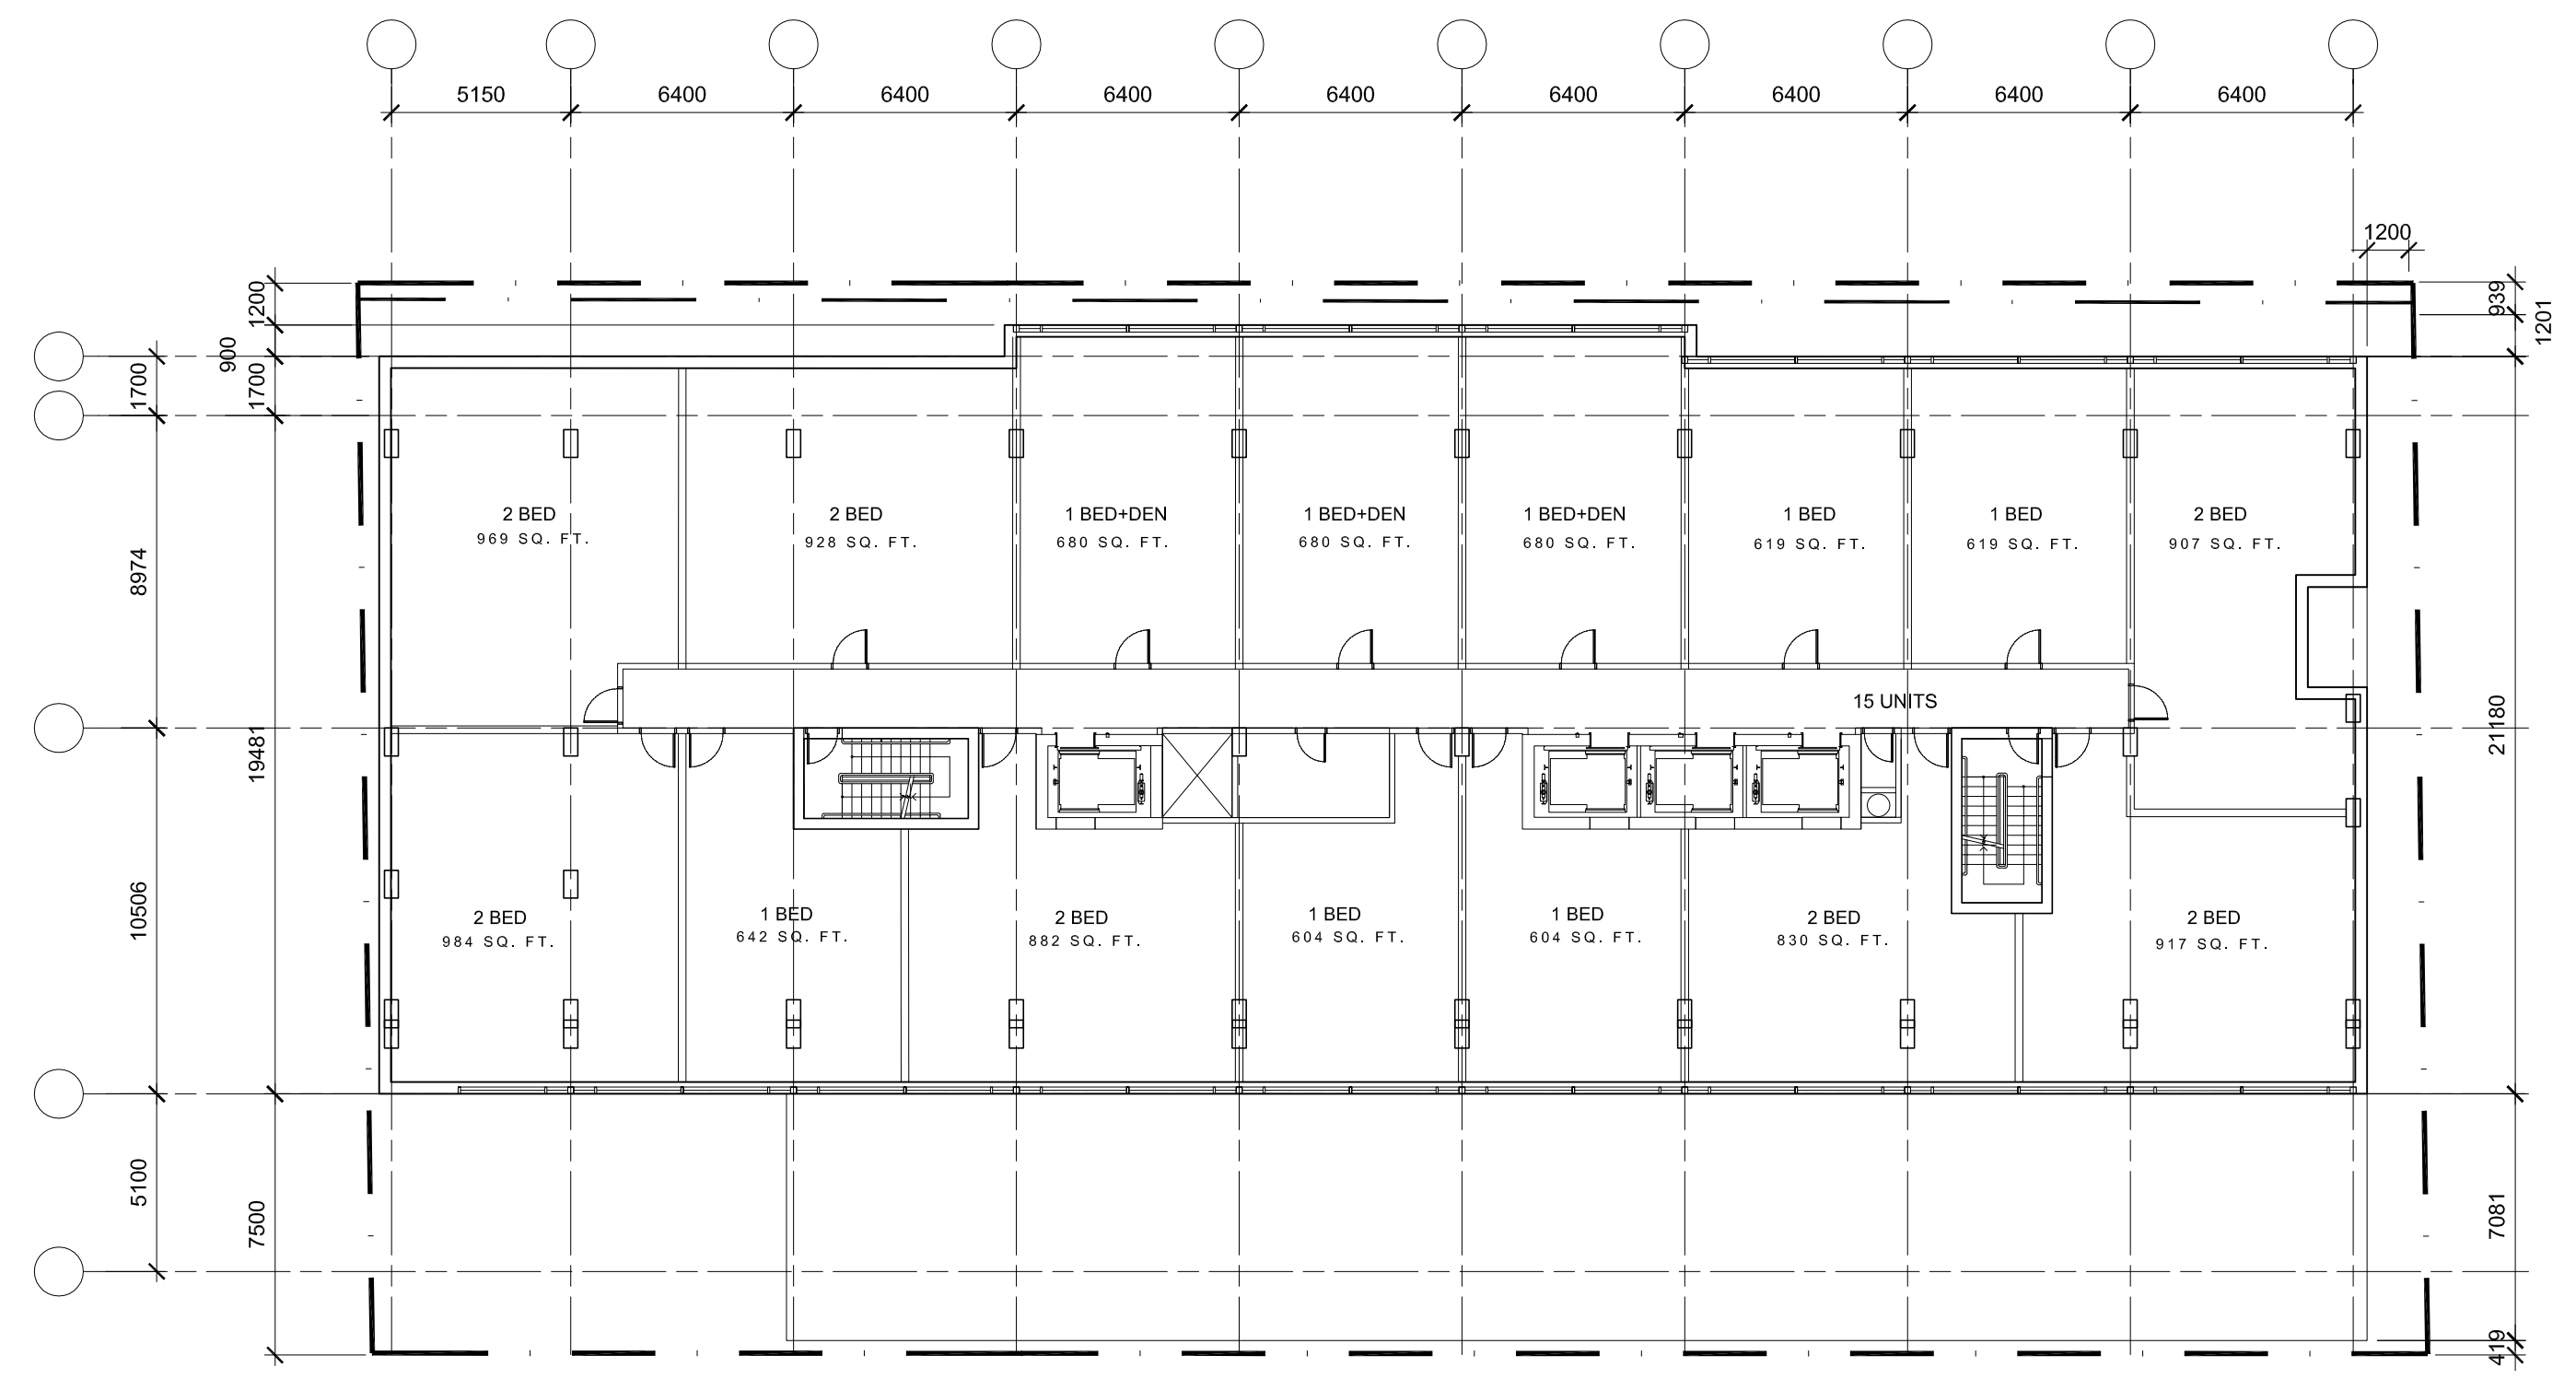 5150
6400
6400
6400
6400
6400
6400
6400
6400
1200
1200
939
1201
900
1700
1700
2 BED
969 SQ. FT.
2 BED
928 SQ. FT.
1 BED+DEN
680 SQ. FT.
1 BED+DEN
680 SQ. FT.
1 BED+DEN
680 SQ. FT.
1 BED
619 SQ. FT.
1 BED
619 SQ. FT.
2 BED
907 SQ. FT.
8974
15 UNITS
19481
21180
10506
2 BED
984 SQ. FT.
1 BED
642 SQ. FT.
2 BED
882 SQ. FT.
1 BED
604 SQ. FT.
1 BED
604 SQ. FT.
2 BED
830 SQ. FT.
2 BED
917 SQ. FT.
5100
7500
7081
419